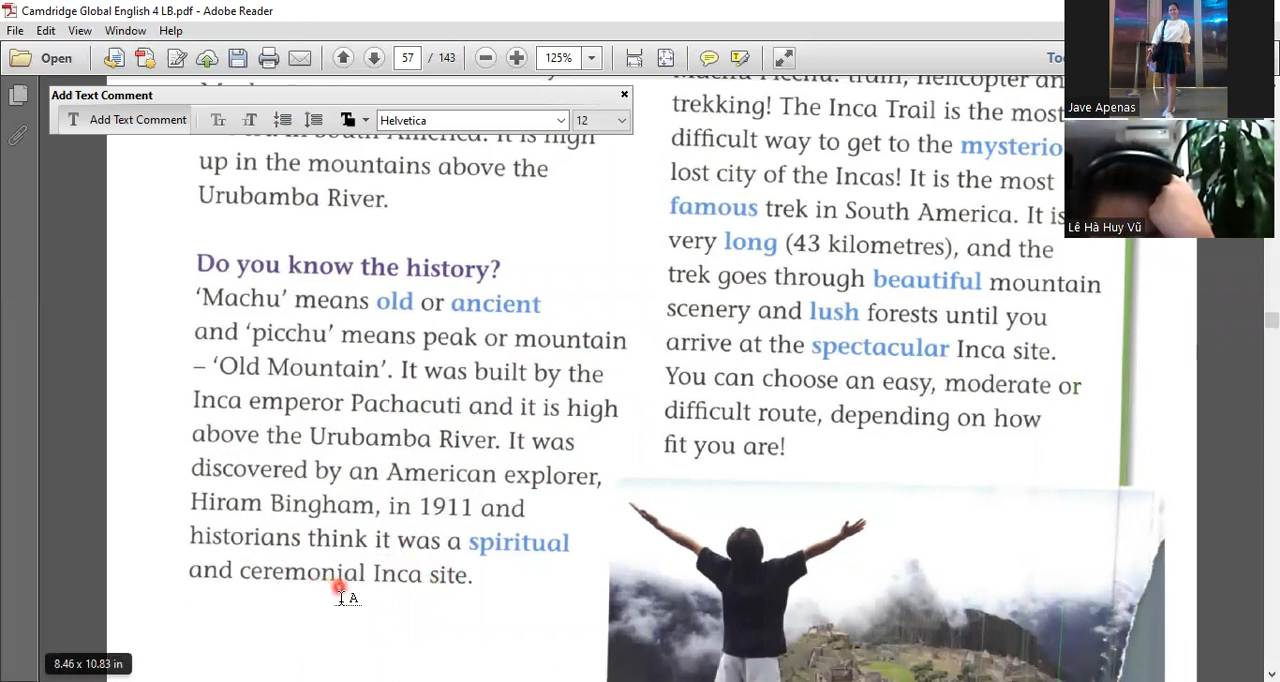 Camdridge Global English 4 LB.pdf - Adobe Reader
File Edit View Window Help
Open
57 / 143
125%
Add Text Comment
T Add Text Comment
Helvetica
12
Jave Apenas
Lê Hà Huy Vũ
up in the mountains above the
Urubamba River.
Do you know the history?
‘Machu’ means old or ancient
and ‘picchu’ means peak or mountain
– ‘Old Mountain’. It was built by the
Inca emperor Pachacuti and it is high
above the Urubamba River. It was
discovered by an American explorer,
Hiram Bingham, in 1911 and
historians think it was a spiritual
and ceremonial Inca site.
trekking! The Inca Trail is the most
difficult way to get to the mysterio
lost city of the Incas! It is the most
famous trek in South America. It is
very long (43 kilometres), and the
trek goes through beautiful mountain
scenery and lush forests until you
arrive at the spectacular Inca site.
You can choose an easy, moderate or
difficult route, depending on how
fit you are!
8.46 x 10.83 in